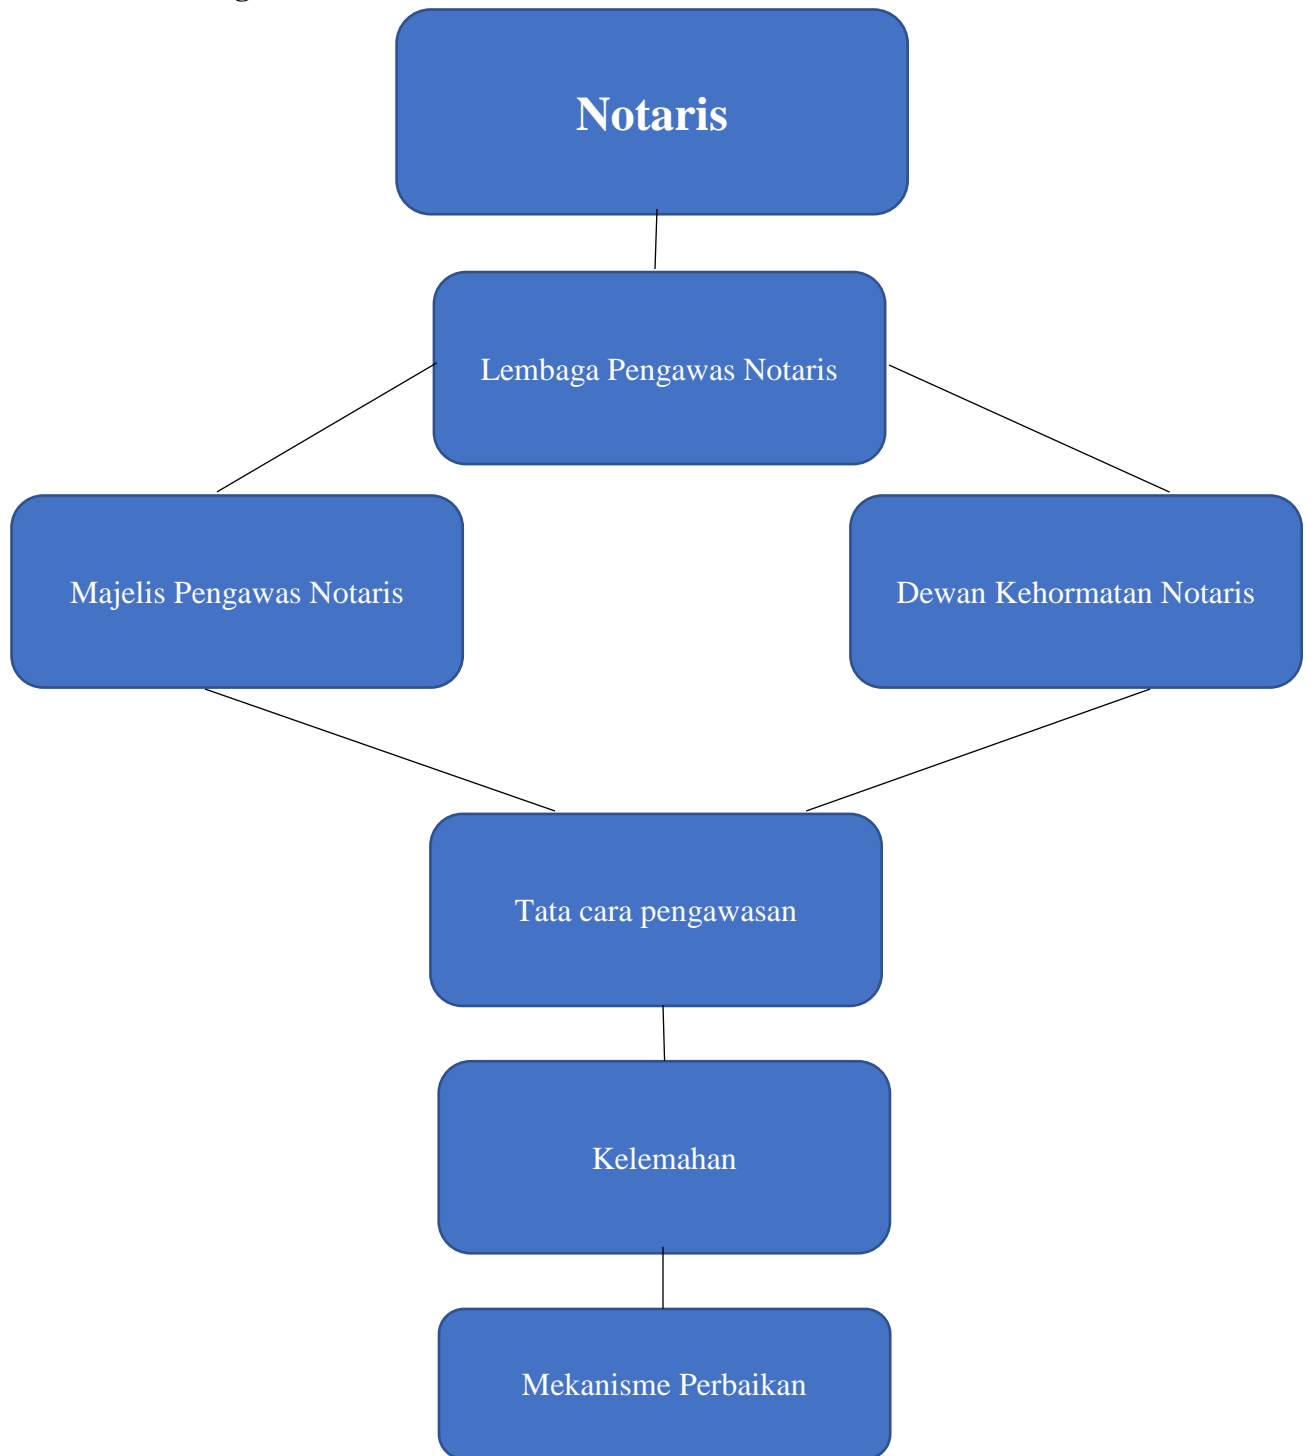 Notaris
Lembaga Pengawas Notaris
Majelis Pengawas Notaris
Dewan Kehormatan Notaris
Tata cara pengawasan
Kelemahan
Mekanisme Perbaikan